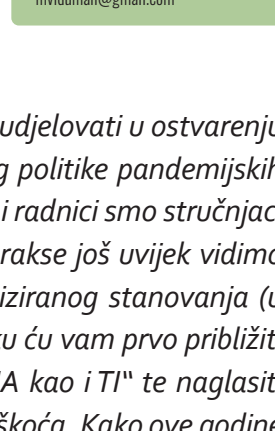 mviduman@gmail.com
udjelovati u ostvarenju
politike pandemijskih
i radnici smo stručnjac
rakse još uvijek vidimo
iziranog stanovanja (u
ku ću vam prvo približit
A kao i TI“ te naglasit
škoća. Kako ove godine